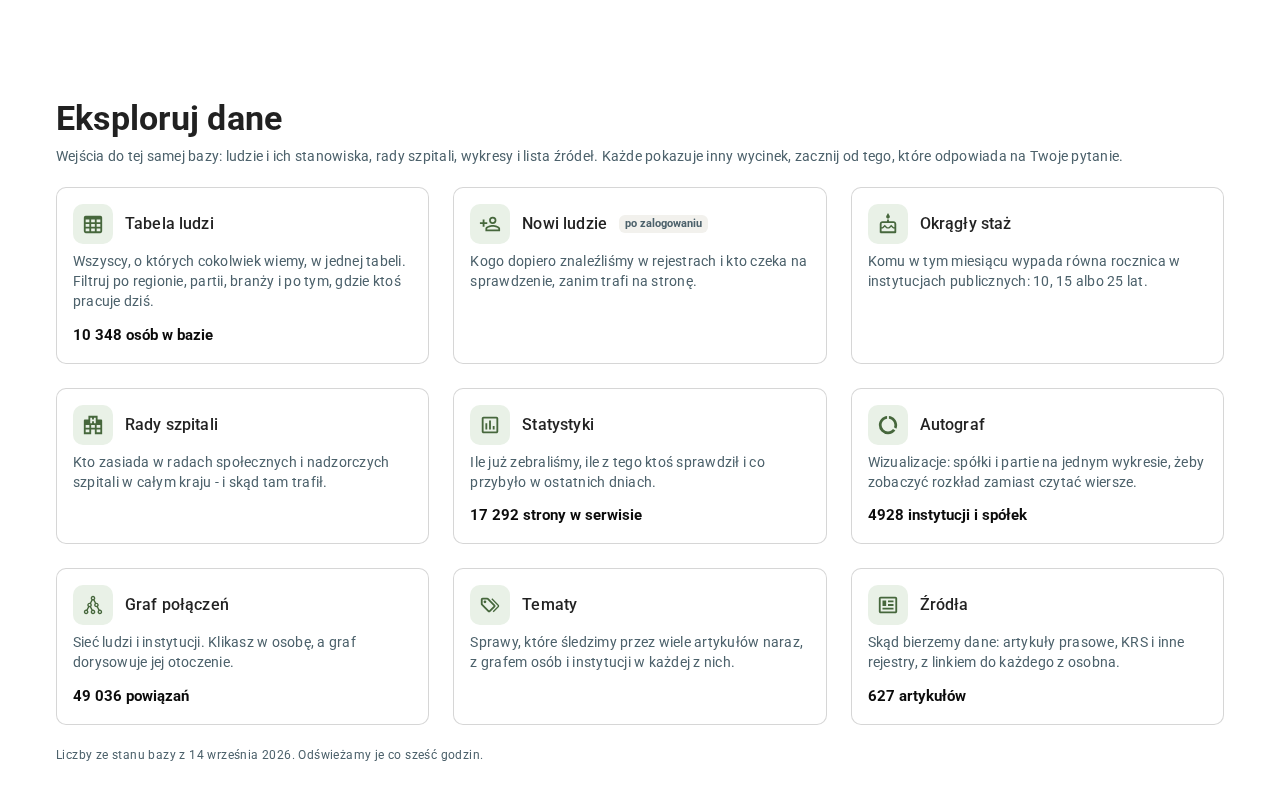 Eksploruj dane
Wejścia do tej samej bazy: ludzie i ich stanowiska, rady szpitali, wykresy i lista źródeł. Każde pokazuje inny wycinek, zacznij od tego, które odpowiada na Twoje pytanie.
Tabela ludzi
Wszyscy, o których cokolwiek wiemy, w jednej tabeli.
Filtruj po regionie, partii, branży i po tym, gdzie ktoś
pracuje dziś.
10 348 osób w bazie
Nowi ludzie po zalogowaniu
Kogo dopiero znaleźliśmy w rejestrach i kto czeka na
sprawdzenie, zanim trafi na stronę.
Okrągły staż
Komu w tym miesiącu wypada równa rocznica w
instytucjach publicznych: 10, 15 albo 25 lat.
Rady szpitali
Kto zasiada w radach społecznych i nadzorczych
szpitali w całym kraju - i skąd tam trafił.
Statystyki
Ile już zebraliśmy, ile z tego ktoś sprawdził i co
przybyło w ostatnich dniach.
17 292 strony w serwisie
Autograf
Wizualizacje: spółki i partie na jednym wykresie, żeby
zobaczyć rozkład zamiast czytać wiersze.
4928 instytucji i spółek
Graf połączeń
Sieć ludzi i instytucji. Klikasz w osobę, a graf
dorysowuje jej otoczenie.
49 036 powiązań
Tematy
Sprawy, które śledzimy przez wiele artykułów naraz,
z grafem osób i instytucji w każdej z nich.
Źródła
Skąd bierzemy dane: artykuły prasowe, KRS i inne
rejestry, z linkiem do każdego z osobna.
627 artykułów
Liczby ze stanu bazy z 14 września 2026. Odświeżamy je co sześć godzin.